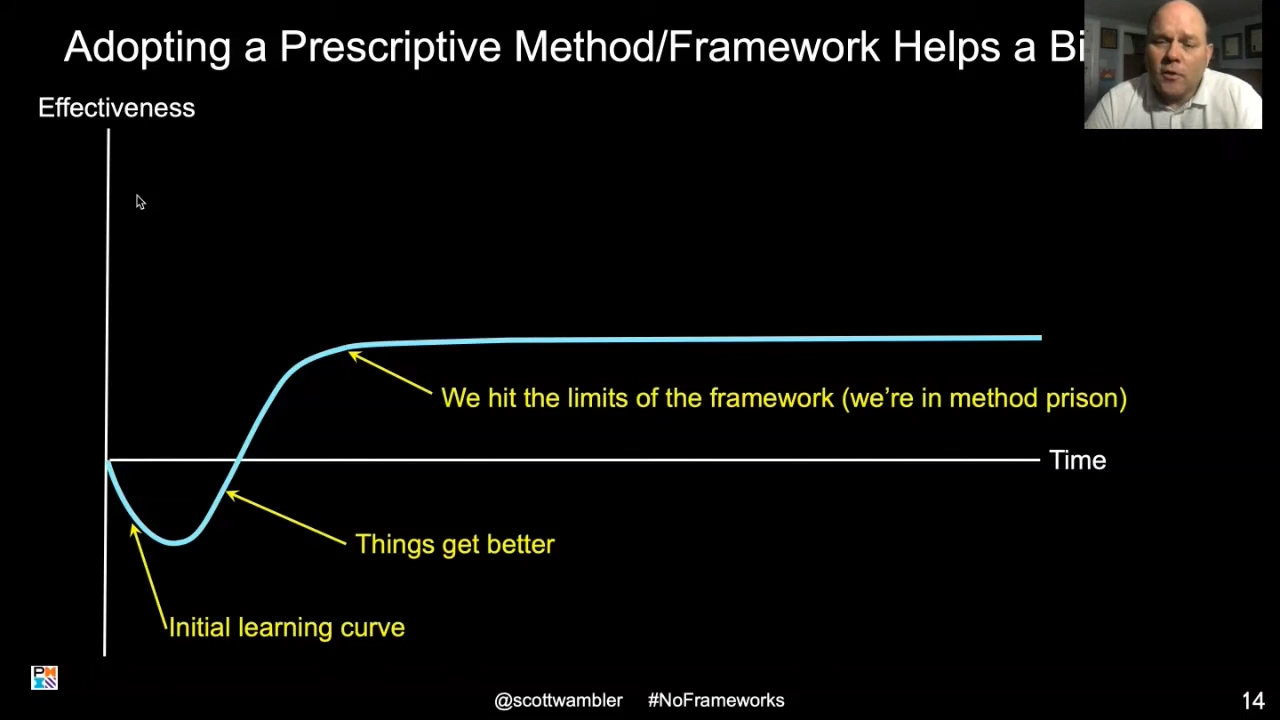 Adopting a Prescriptive Method/Framework Helps a Bi
Effectiveness
We hit the limits of the framework (we're in method prison)
Time
Things get better
Initial learning curve
@scottwambler #NoFrameworks
14